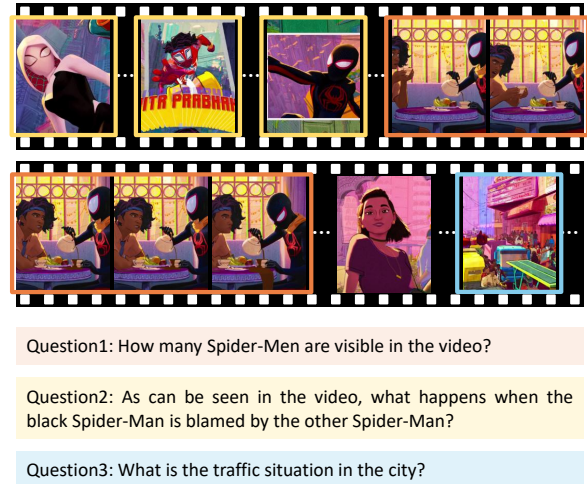 ITR PRABHAK
Question1: How many Spider-Men are visible in the video?
Question2: As can be seen in the video, what happens when the
black Spider-Man is blamed by the other Spider-Man?
Question3: What is the traffic situation in the city?